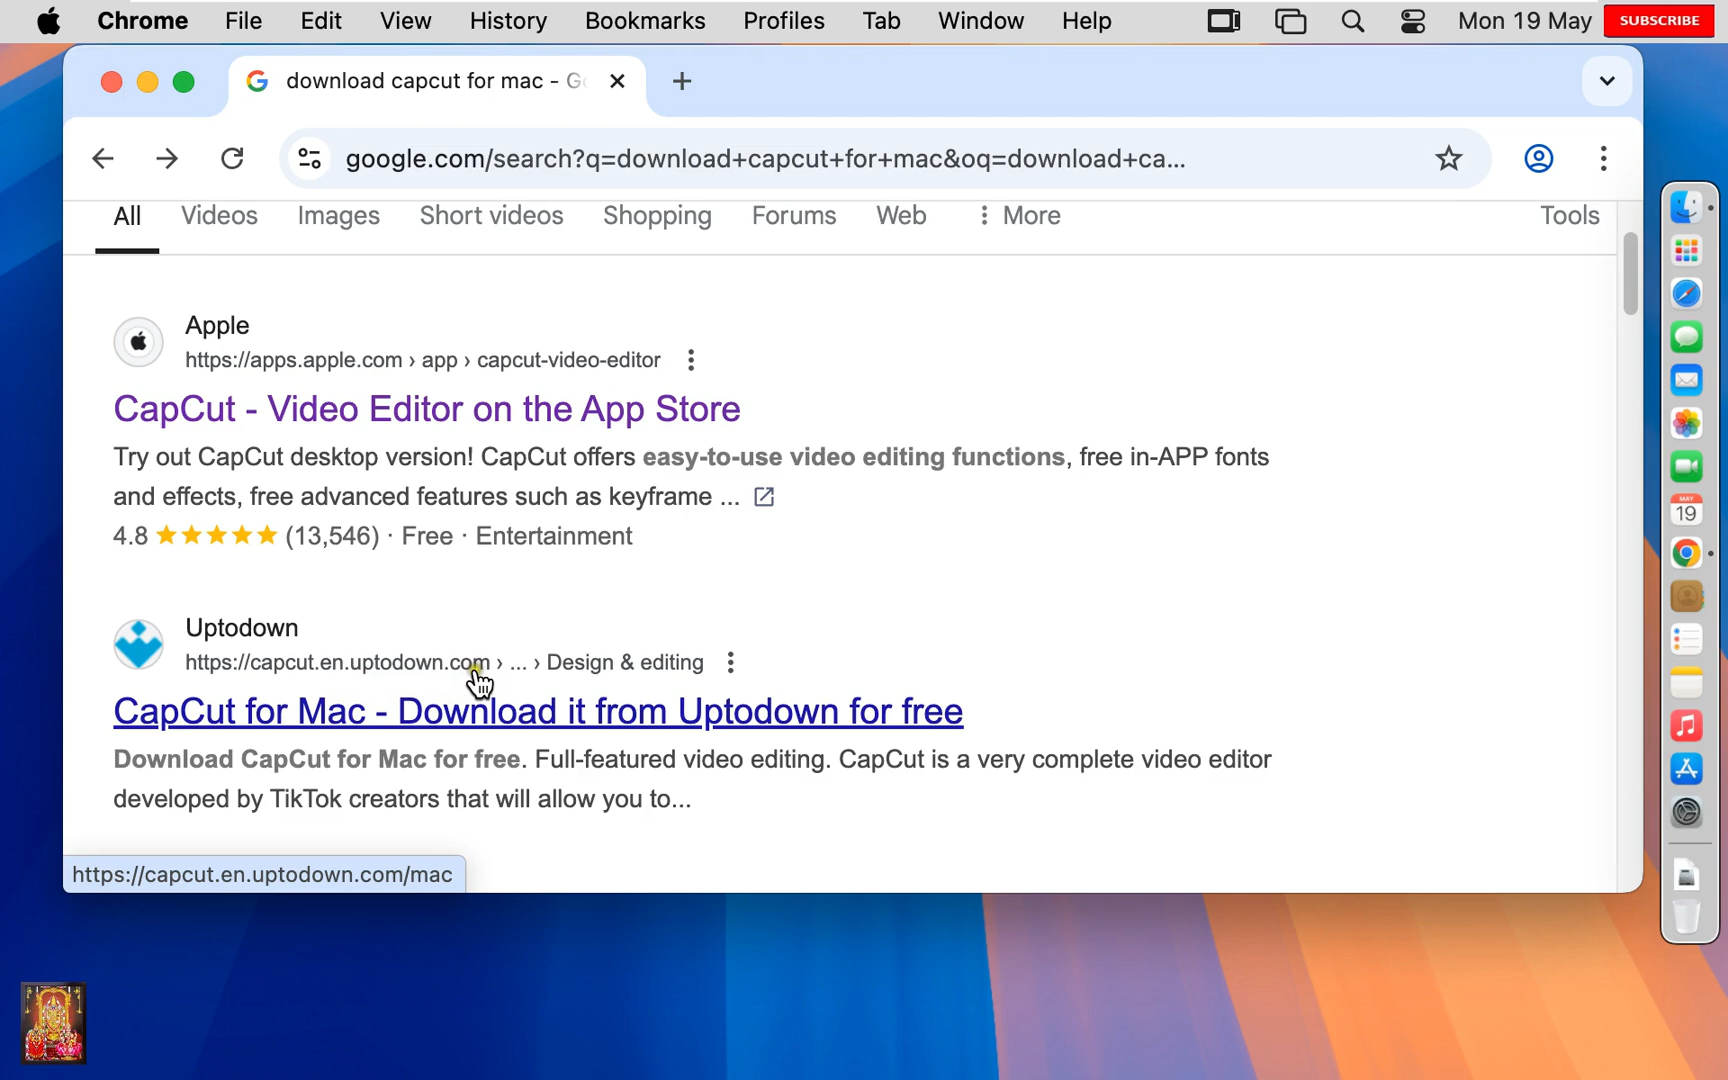 Chrome File Edit View History Bookmarks Profiles Tab Window Help Mon 19 May SUBSCRIBE
download capcut for mac - G
google.com/search?q=download+capcut+for+mac&oq=download+ca...
All Videos Images Short videos Shopping Forums Web More Tools
Apple
https://apps.apple.com › app › capcut-video-editor
CapCut - Video Editor on the App Store
Try out CapCut desktop version! CapCut offers easy-to-use video editing functions, free in-APP fonts
and effects, free advanced features such as keyframe ...
4.8 (13,546) · Free · Entertainment
Uptodown
https://capcut.en.uptodown.com › ... › Design & editing
CapCut for Mac - Download it from Uptodown for free
Download CapCut for Mac for free. Full-featured video editing. CapCut is a very complete video editor
developed by TikTok creators that will allow you to...
https://capcut.en.uptodown.com/mac
MAY
19